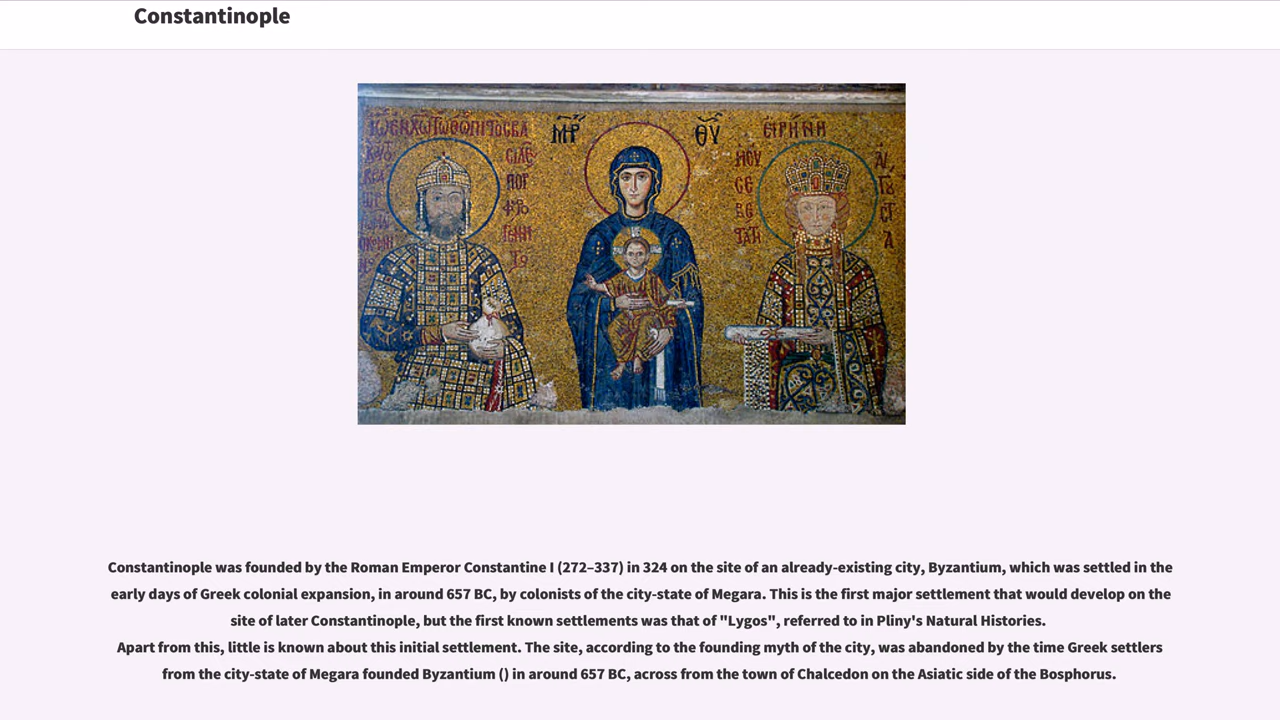 Constantinople
ΜΡ ΘΥ
Constantinople was founded by the Roman Emperor Constantine I (272–337) in 324 on the site of an already-existing city, Byzantium, which was settled in the
early days of Greek colonial expansion, in around 657 BC, by colonists of the city-state of Megara. This is the first major settlement that would develop on the
site of later Constantinople, but the first known settlements was that of "Lygos", referred to in Pliny's Natural Histories.
Apart from this, little is known about this initial settlement. The site, according to the founding myth of the city, was abandoned by the time Greek settlers
from the city-state of Megara founded Byzantium () in around 657 BC, across from the town of Chalcedon on the Asiatic side of the Bosphorus.